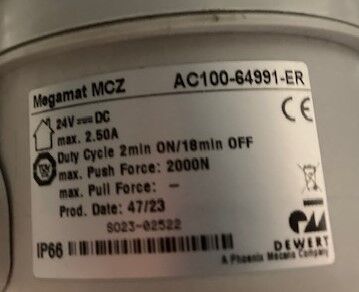 Megamat MCZ AC100-64991-ER
24V DC
max. 2.50A
Duty Cycle 2min ON/18min OFF
max. Push Force: 2000N
max. Pull Force: -
Prod. Date: 47/23
SO23-02522
IP66
DEWERT
A Phoenix Mecano Company